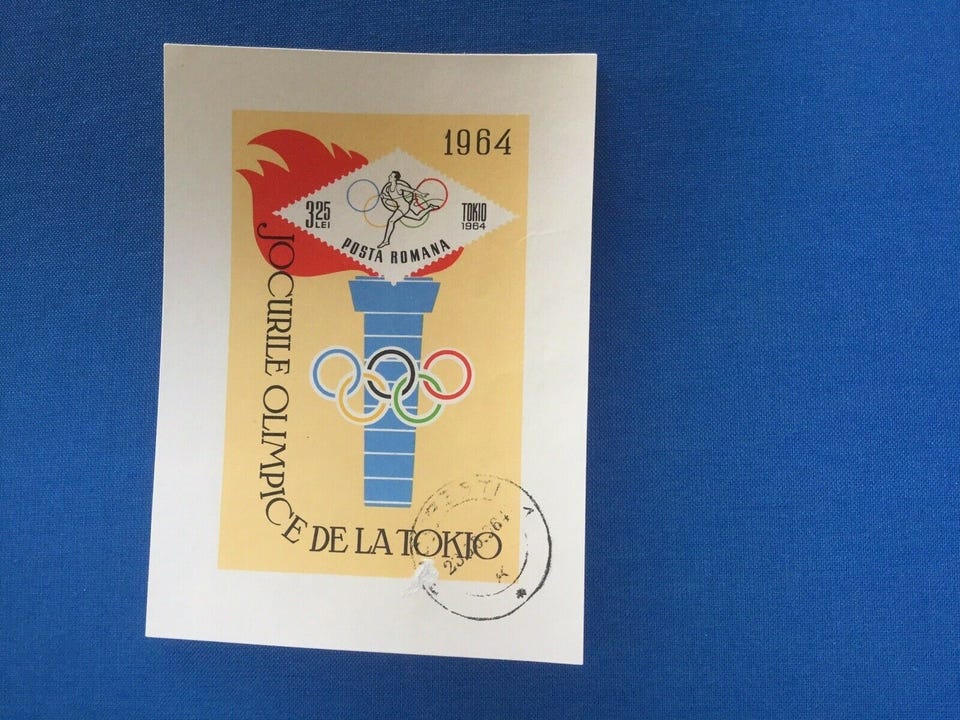 1964
3.25
LEI
TOKIO
1964
POSTA ROMANA
JOCURILE OLIMPICE DE LA TOKIO